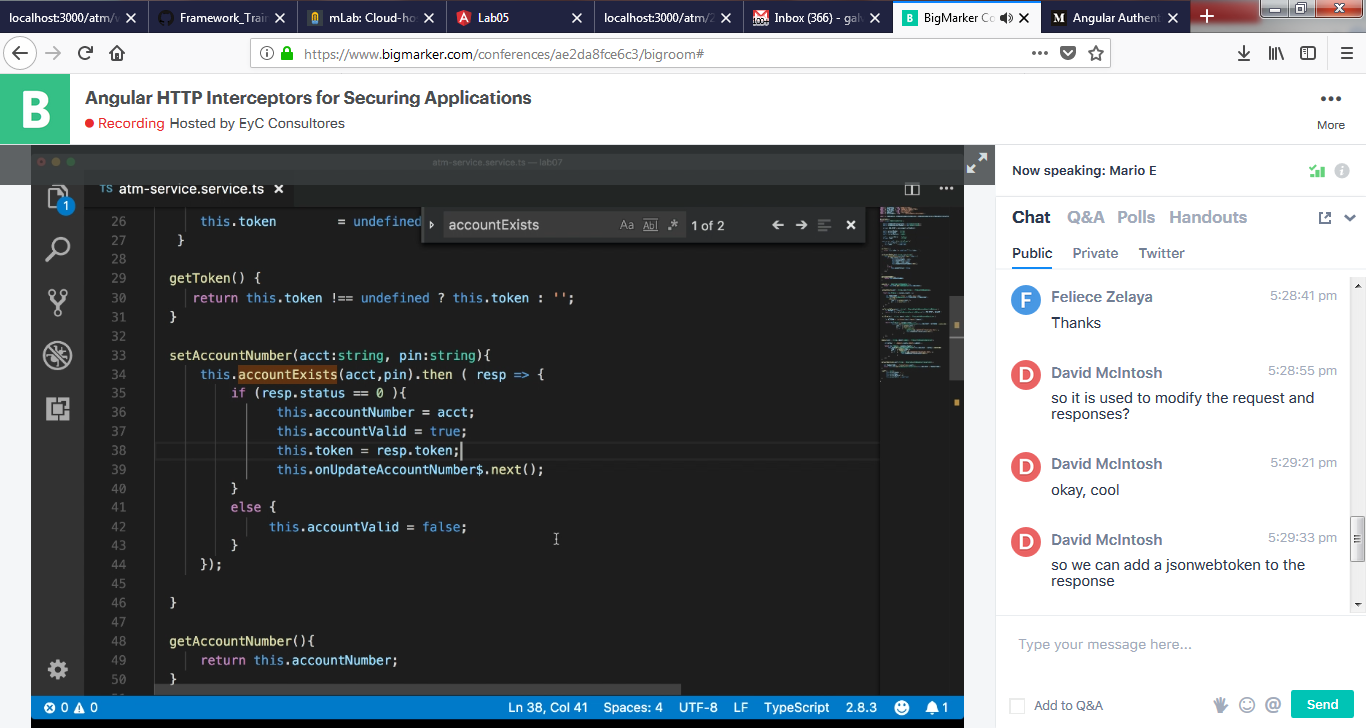 localhost:3000/atm/
Framework_Trai
mLab: Cloud-ho
Lab05
localhost:3000/atm/
Inbox (366) - gal
BigMarker Co
Angular Authent
https://www.bigmarker.com/conferences/ae2da8fce6c3/bigroom#
B
Angular HTTP Interceptors for Securing Applications
Recording Hosted by EyC Consultores
More
atm-service.service.ts — lab07
TS atm-service.service.ts
1
accountExists
Aa Abl .* 1 of 2
26 this.token = undefined
27 }
28
29 getToken() {
30 return this.token !== undefined ? this.token : '';
31 }
32
33 setAccountNumber(acct:string, pin:string){
34 this.accountExists(acct,pin).then ( resp => {
35 if (resp.status == 0 ){
36 this.accountNumber = acct;
37 this.accountValid = true;
38 this.token = resp.token;
39 this.onUpdateAccountNumber$.next();
40 }
41 else {
42 this.accountValid = false;
43 }
44 });
45
46 }
47
48 getAccountNumber(){
49 return this.accountNumber;
50 }
0 0 Ln 38, Col 41 Spaces: 4 UTF-8 LF TypeScript 2.8.3 1
Now speaking: Mario E
Chat Q&A Polls Handouts
Public Private Twitter
F Feliece Zelaya 5:28:41 pm
Thanks
D David McIntosh 5:28:55 pm
so it is used to modify the request and
responses?
D David McIntosh 5:29:21 pm
okay, cool
D David McIntosh 5:29:33 pm
so we can add a jsonwebtoken to the
response
Type your message here...
Add to Q&A @ Send